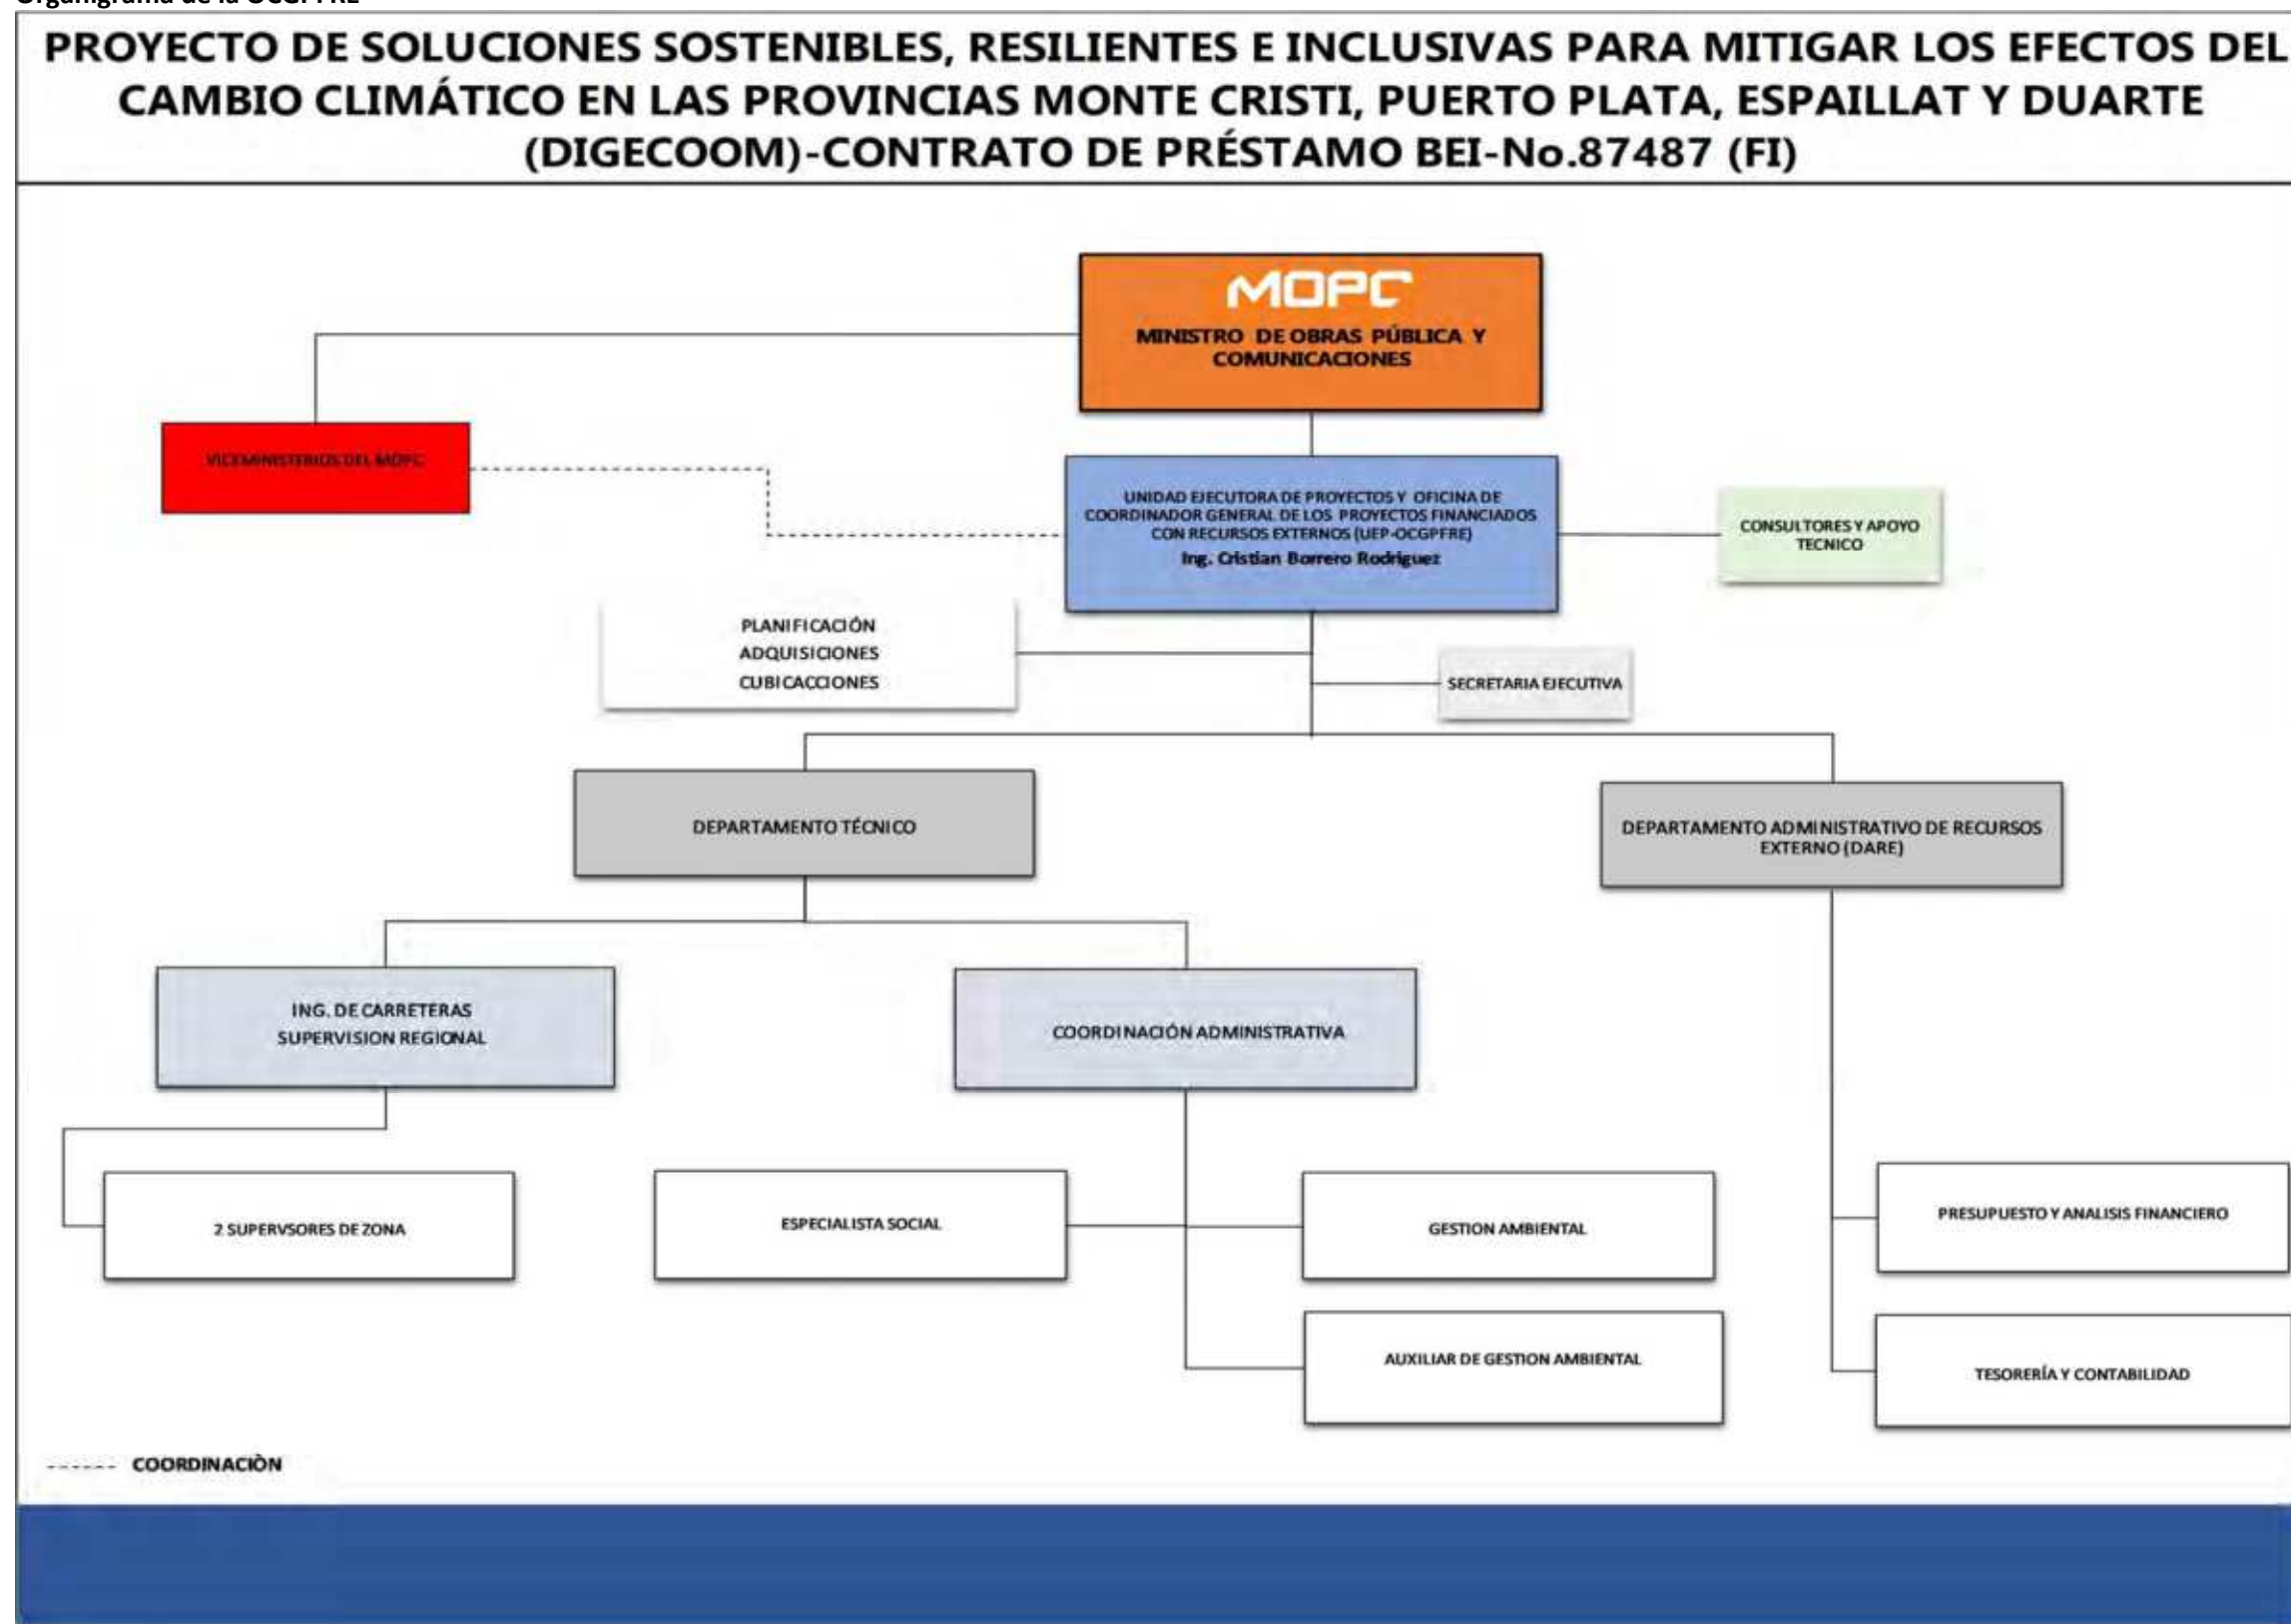 PROYECTO DE SOLUCIONES SOSTENIBLES, RESILIENTES E INCLUSIVAS PARA MITIGAR LOS EFECTOS DEL
CAMBIO CLIMÁTICO EN LAS PROVINCIAS MONTE CRISTI, PUERTO PLATA, ESPAILLAT Y DUARTE
(DIGECOOM)-CONTRATO DE PRÉSTAMO BEI-No.87487 (FI)
MOPC
MINISTRO DE OBRAS PÚBLICA Y
COMUNICACIONES
VICEMINISTERIOS DEL MOPC
UNIDAD EJECUTORA DE PROYECTOS Y OFICINA DE
COORDINADOR GENERAL DE LOS PROYECTOS FINANCIADOS
CON RECURSOS EXTERNOS (UEP-OCGPFRE)
Ing. Cristian Borrero Rodriguez
CONSULTORES Y APOYO
TECNICO
PLANIFICACIÓN
ADQUISICIONES
CUBICACCIONES
SECRETARIA EJECUTIVA
DEPARTAMENTO TÉCNICO
DEPARTAMENTO ADMINISTRATIVO DE RECURSOS
EXTERNO (DARE)
ING. DE CARRETERAS
SUPERVISION REGIONAL
COORDINACIÓN ADMINISTRATIVA
2 SUPERVSORES DE ZONA
ESPECIALISTA SOCIAL
GESTION AMBIENTAL
PRESUPUESTO Y ANALISIS FINANCIERO
AUXILIAR DE GESTION AMBIENTAL
TESORERÍA Y CONTABILIDAD
COORDINACIÒN